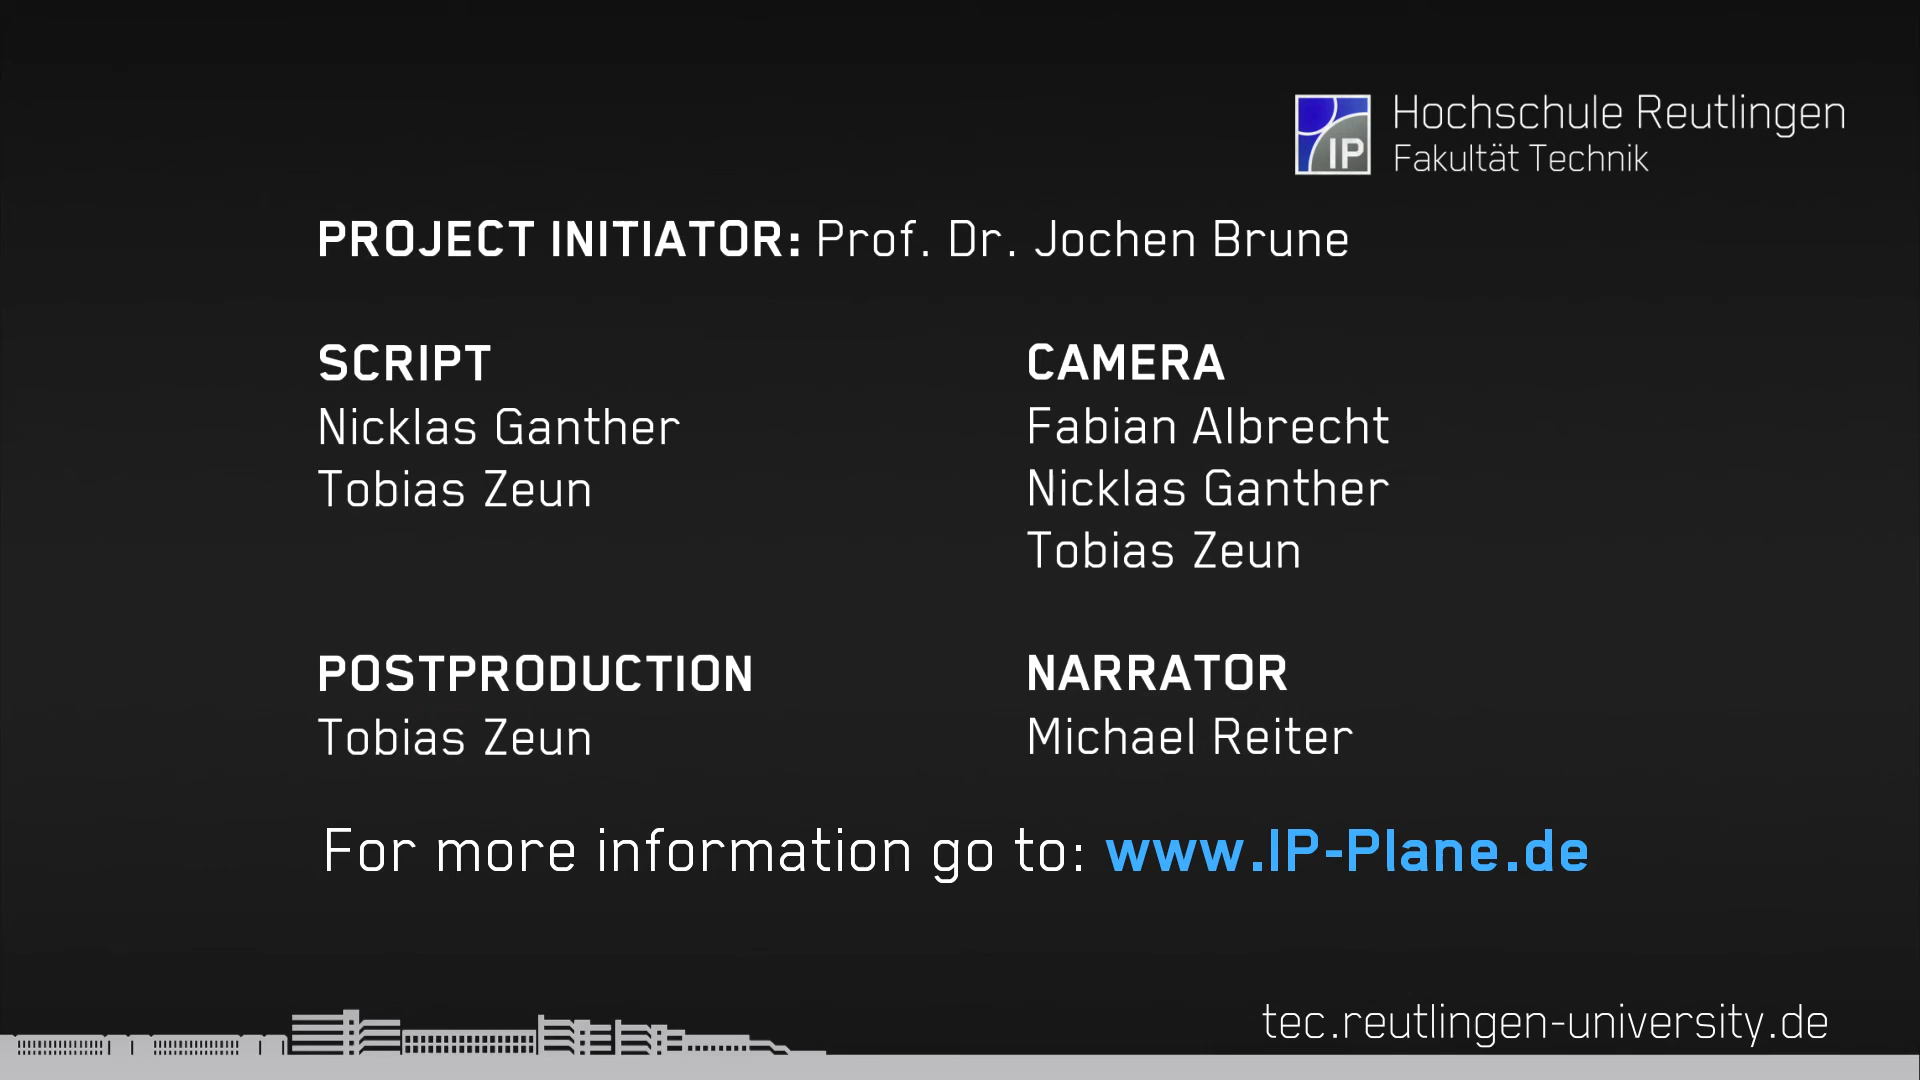 IP
Hochschule Reutlingen
Fakultät Technik
PROJECT INITIATOR: Prof. Dr. Jochen Brune
SCRIPT
Nicklas Ganther
Tobias Zeun
CAMERA
Fabian Albrecht
Nicklas Ganther
Tobias Zeun
POSTPRODUCTION
Tobias Zeun
NARRATOR
Michael Reiter
For more information go to: www.IP-Plane.de
tec.reutlingen-university.de